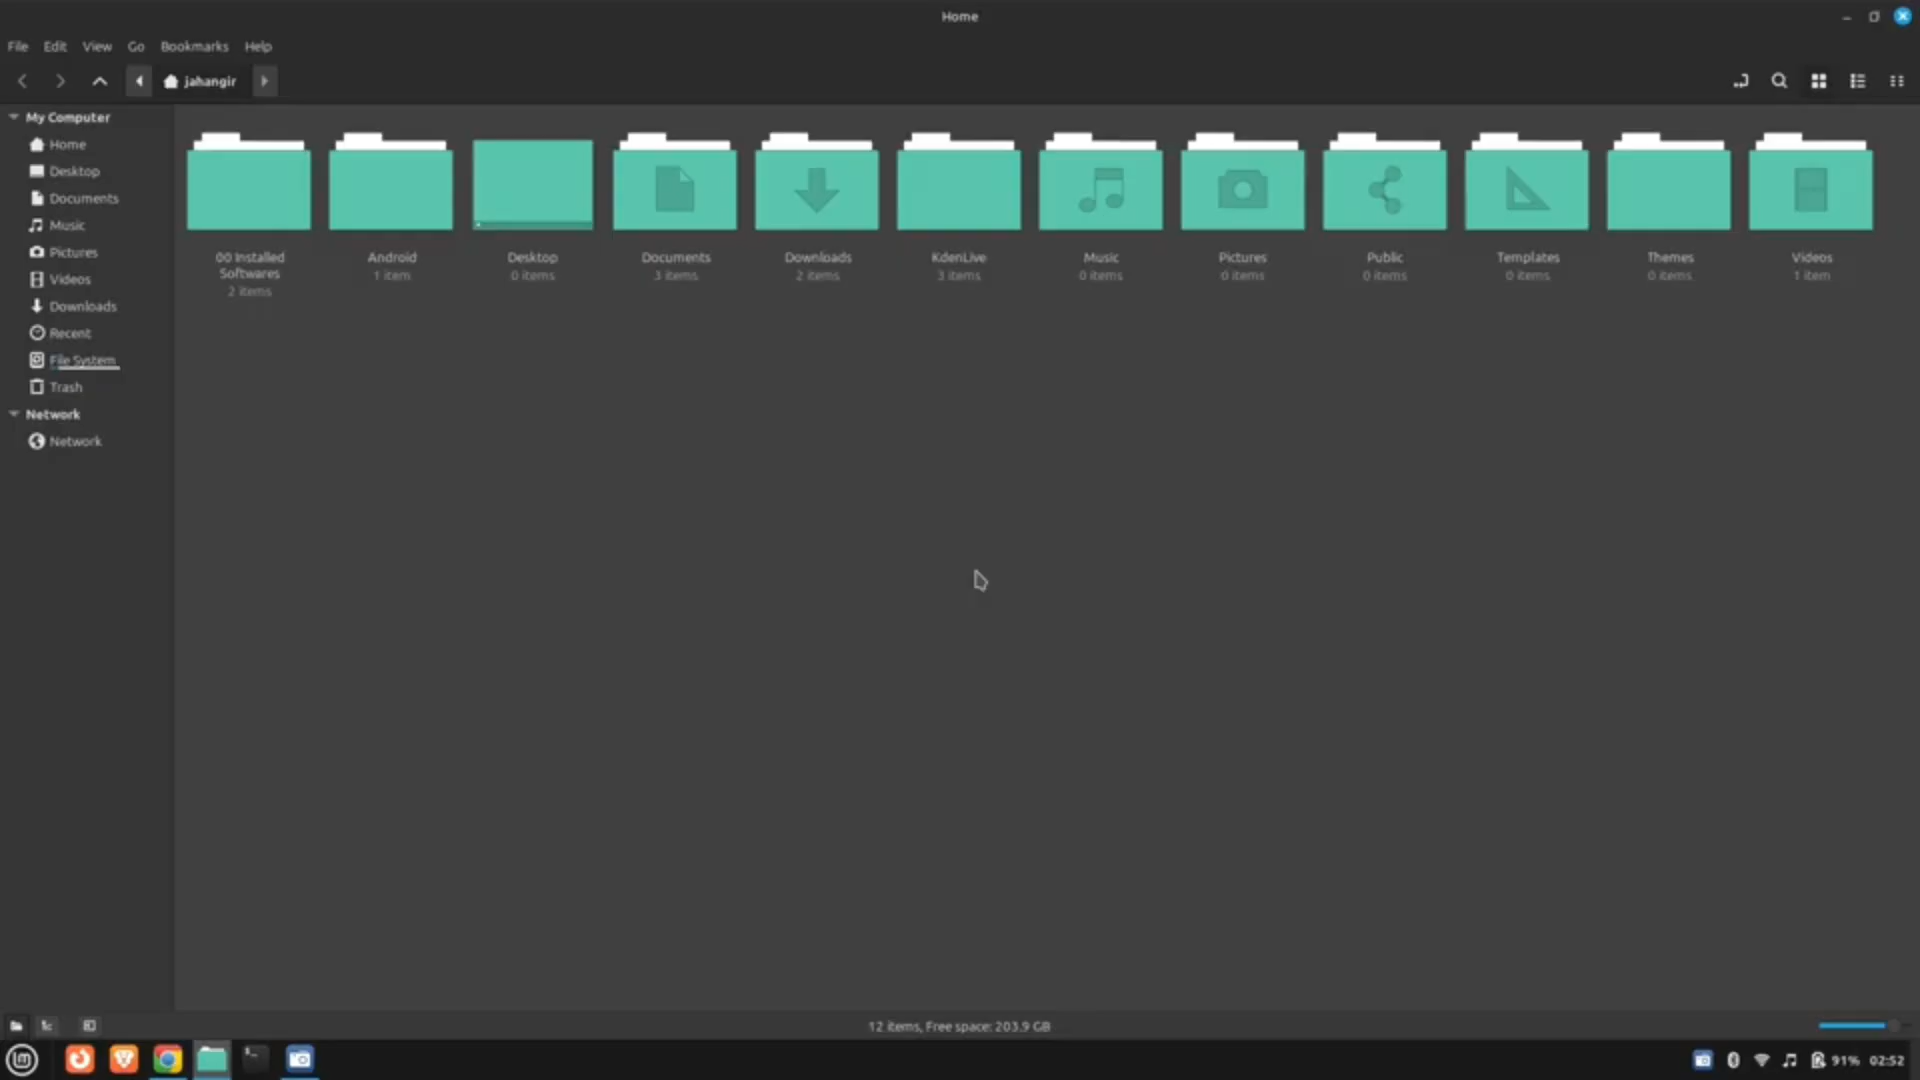 Home
File Edit View Go Bookmarks Help
jahangir
My Computer
Home
Desktop
Documents
Music
Pictures
Videos
Downloads
Recent
File System
Trash
Network
Network
00 Installed
Softwares
2 items
Android
1 item
Desktop
0 items
Documents
3 items
Downloads
2 items
KdenLive
3 items
Music
0 items
Pictures
0 items
Public
0 items
Templates
0 items
Themes
0 items
Videos
1 item
12 items, Free space: 203.9 GB
91% 02:52